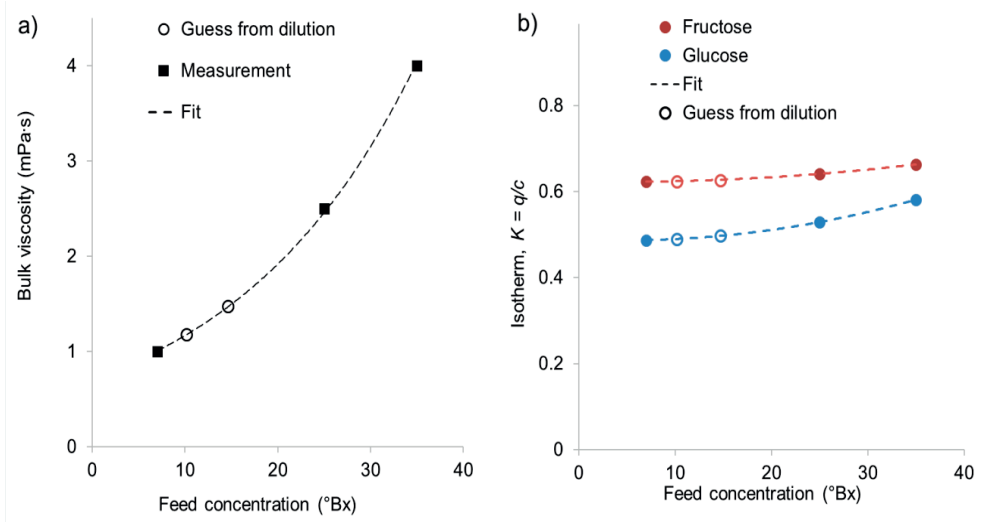 a)
Guess from dilution
Measurement
Fit
Bulk viscosity (mPa·s)
4
3
2
1
0
0 10 20 30 40
Feed concentration (°Bx)
b)
Fructose
Glucose
Fit
Guess from dilution
Isotherm, K = q/c
0.8
0.6
0.4
0.2
0
0 10 20 30 40
Feed concentration (°Bx)